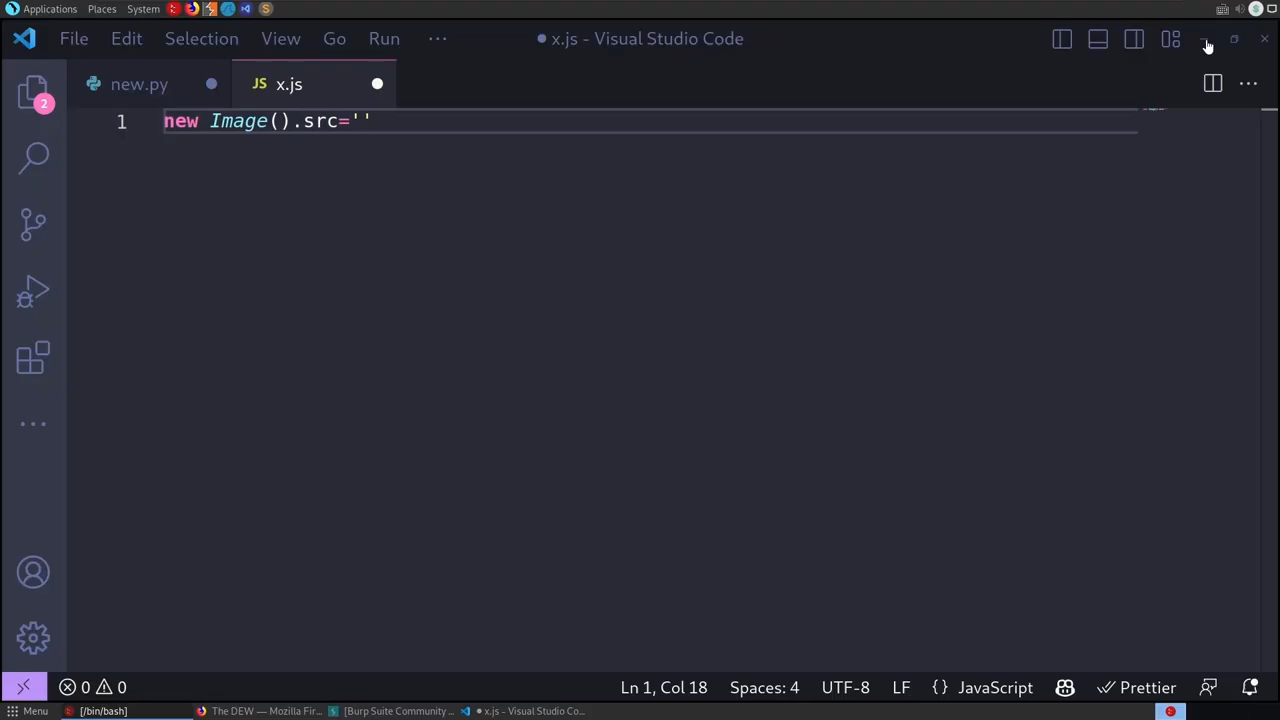 Applications Places System
File Edit Selection View Go Run ··· x.js - Visual Studio Code
new.py JS x.js
1 new Image().src=''
2
0 0 Ln 1, Col 18 Spaces: 4 UTF-8 LF {} JavaScript Prettier
Menu [/bin/bash] The DEW — Mozilla Fir... [Burp Suite Community ... x.js - Visual Studio Co...